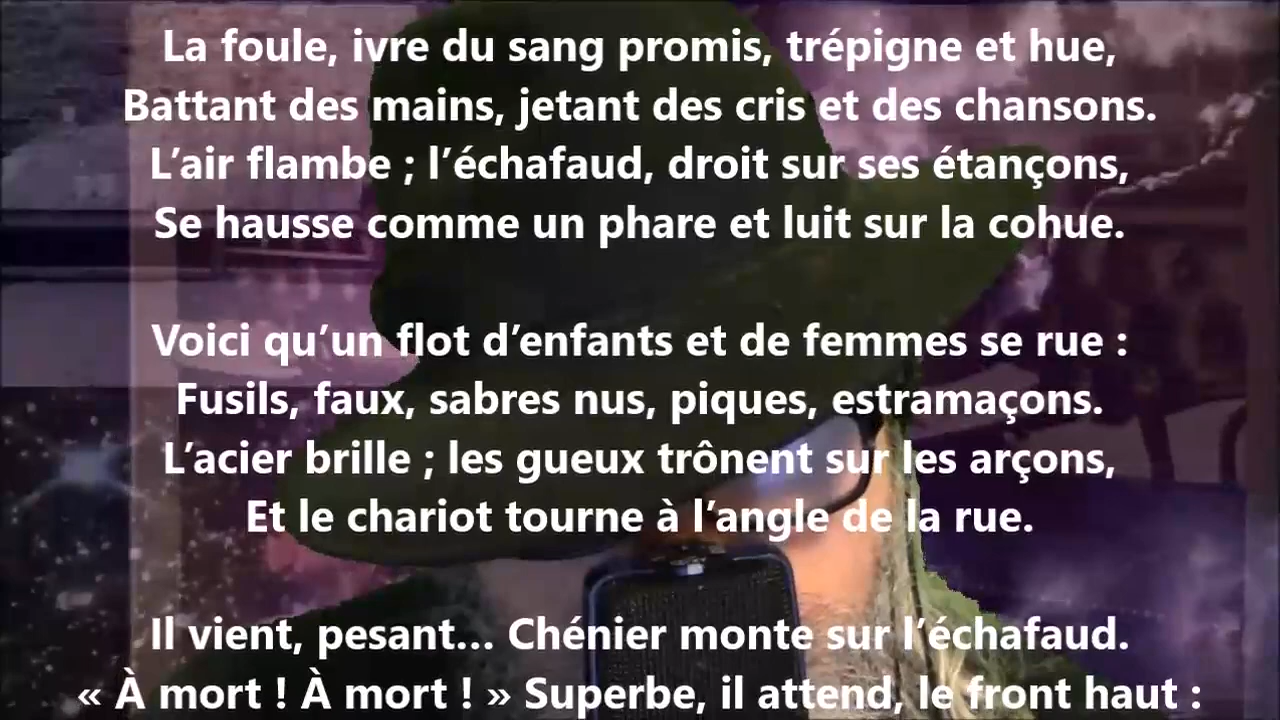 La foule, ivre du sang promis, trépigne et hue,
Battant des mains, jetant des cris et des chansons.
L’air flambe ; l’échafaud, droit sur ses étançons,
Se hausse comme un phare et luit sur la cohue.
Voici qu’un flot d’enfants et de femmes se rue :
Fusils, faux, sabres nus, piques, estramaçons.
L’acier brille ; les gueux trônent sur les arçons,
Et le chariot tourne à l’angle de la rue.
Il vient, pesant… Chénier monte sur l’échafaud.
« À mort ! À mort ! » Superbe, il attend, le front haut :